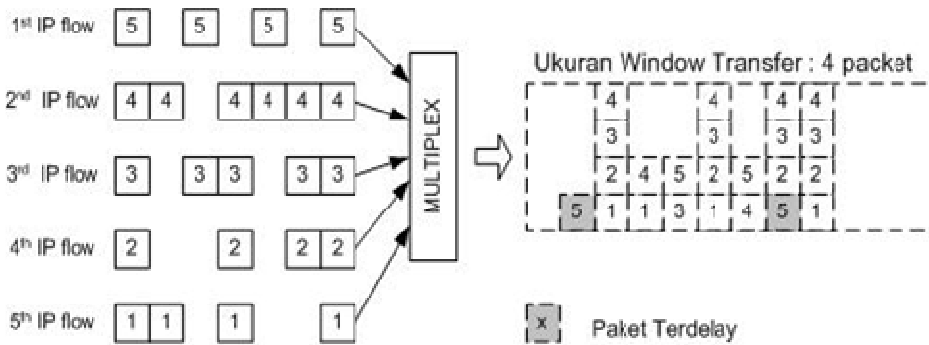 1st IP flow 5 5 5 5
2nd IP flow 4 4 4 4 4 4
3rd IP flow 3 3 3 3 3
4th IP flow 2 2 2 2
5th IP flow 1 1 1 1
MULTIPLEX
Ukuran Window Transfer : 4 packet
4 4 4 4
3 3 3 3
2 4 5 2 5 2 2
5 1 1 3 1 4 5 1
x Paket Terdelay